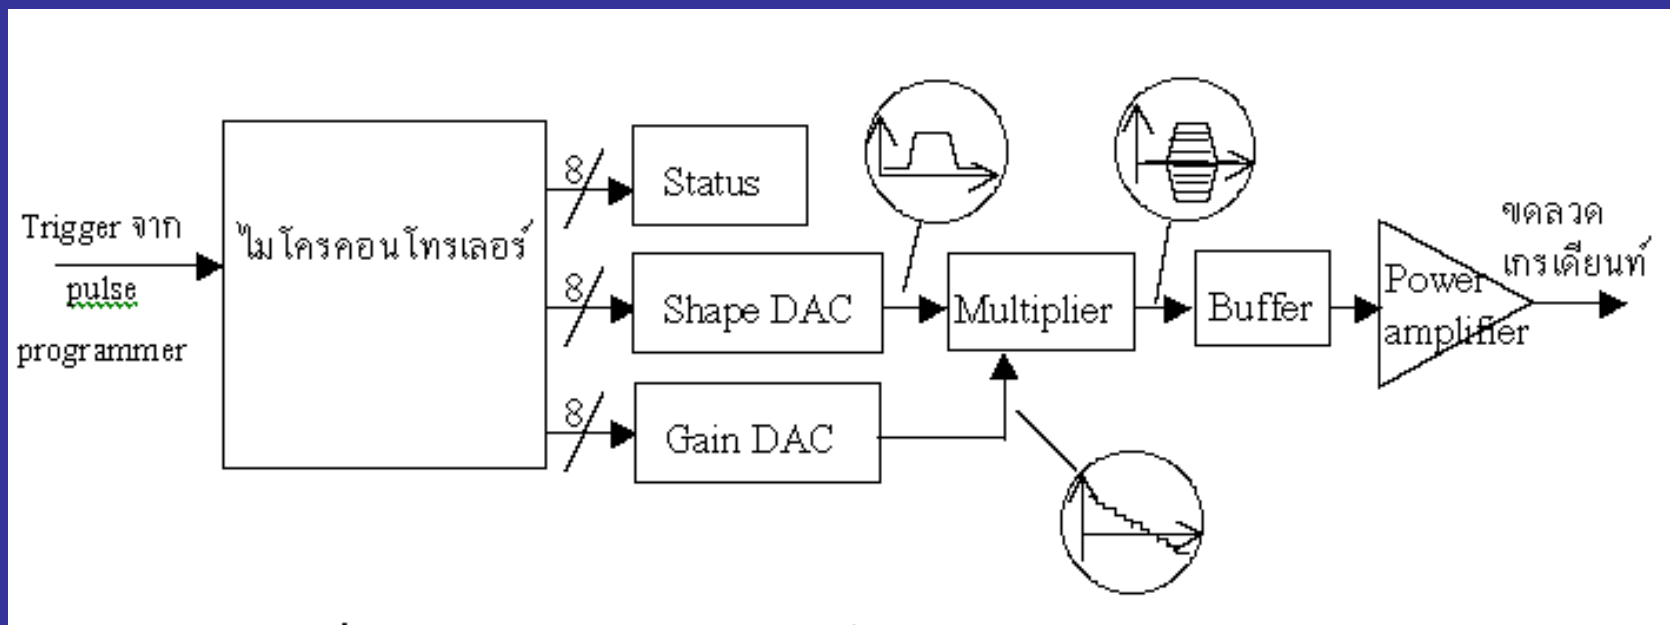 Trigger จาก
pulse
programmer
ไมโครคอนโทรเลอร์
8
Status
8
Shape DAC
8
Gain DAC
Multiplier
Buffer
Power
amplifier
ขดลวด
เกรเดียนท์